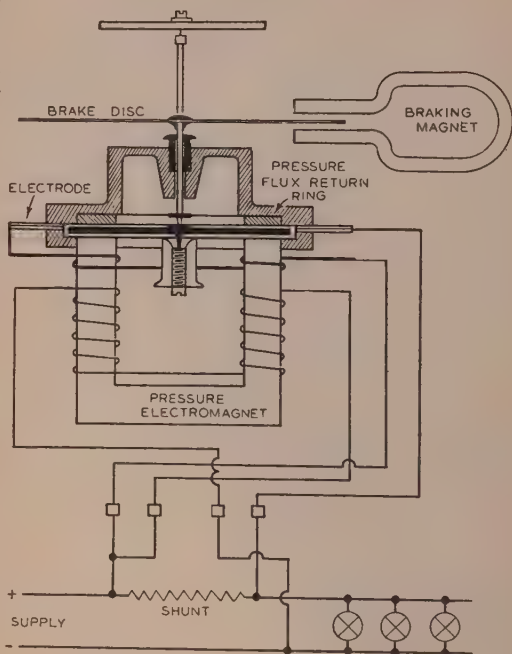 BRAKE DISC
BRAKING
MAGNET
ELECTRODE
PRESSURE
FLUX RETURN
RING
PRESSURE
ELECTROMAGNET
+
SHUNT
SUPPLY
-